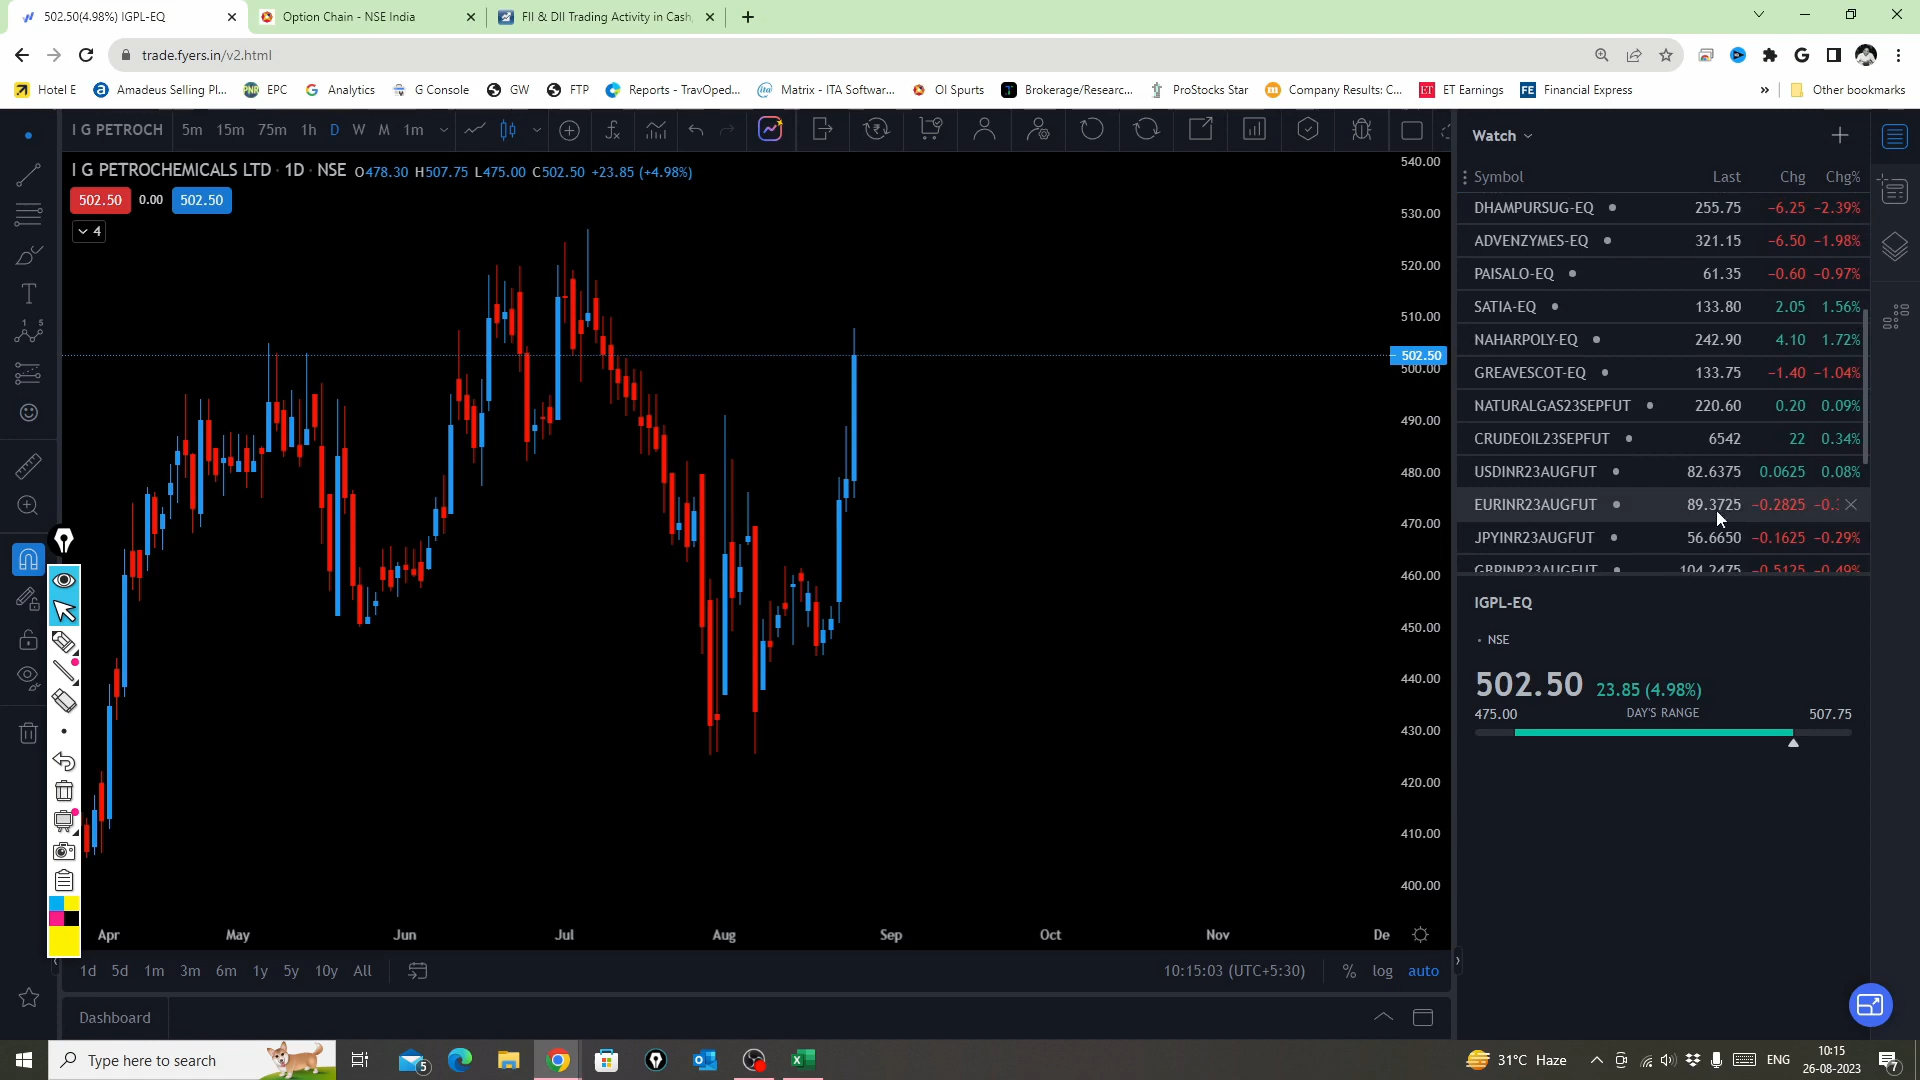 502.50(4.98%) IGPL-EQ
Option Chain - NSE India
FII & DII Trading Activity in Cash,
trade.fyers.in/v2.html
Hotel E
Amadeus Selling Pl...
EPC
Analytics
G Console
GW
FTP
Reports - TravOped...
Matrix - ITA Softwar...
OI Spurts
Brokerage/Researc...
ProStocks Star
Company Results: C...
ET Earnings
Financial Express
»
Other bookmarks
I G PETROCH 5m 15m 75m 1h D W M 1m
I G PETROCHEMICALS LTD · 1D · NSE O478.30 H507.75 L475.00 C502.50 +23.85 (+4.98%)
502.50 0.00 502.50
4
540.00
530.00
520.00
510.00
502.50
500.00
490.00
480.00
470.00
460.00
450.00
440.00
430.00
420.00
410.00
400.00
Apr May Jun Jul Aug Sep Oct Nov De
1d 5d 1m 3m 6m 1y 5y 10y All
10:15:03 (UTC+5:30) % log auto
Dashboard
Watch
Symbol Last Chg Chg%
DHAMPURSUG-EQ 255.75 −6.25 −2.39%
ADVENZYMES-EQ 321.15 −6.50 −1.98%
PAISALO-EQ 61.35 −0.60 −0.97%
SATIA-EQ 133.80 2.05 1.56%
NAHARPOLY-EQ 242.90 4.10 1.72%
GREAVESCOT-EQ 133.75 −1.40 −1.04%
NATURALGAS23SEPFUT 220.60 0.20 0.09%
CRUDEOIL23SEPFUT 6542 22 0.34%
USDINR23AUGFUT 82.6375 0.0625 0.08%
EURINR23AUGFUT 89.3725 −0.2825
JPYINR23AUGFUT 56.6650 −0.1625 −0.29%
GBPINR23AUGFUT 104.2475 −0.5125 −0.49%
IGPL-EQ
• NSE
502.50 23.85 (4.98%)
475.00 DAY'S RANGE 507.75
Type here to search
5
31°C Haze
ENG
10:15
26-08-2023
7